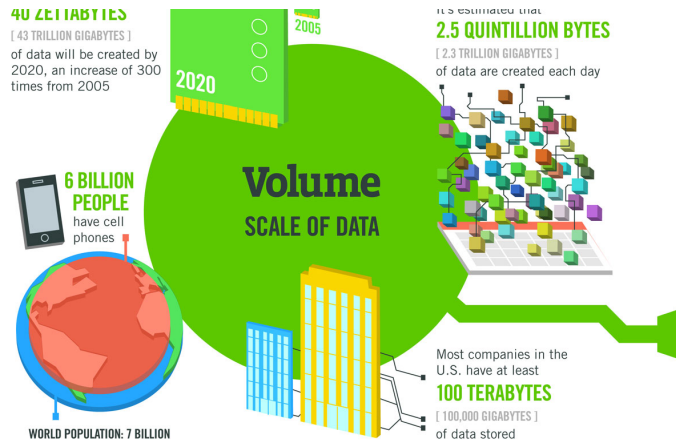 40 ZETTABYTES
[ 43 TRILLION GIGABYTES ]
of data will be created by
2020, an increase of 300
times from 2005
2020
2005
It's estimated that
2.5 QUINTILLION BYTES
[ 2.3 TRILLION GIGABYTES ]
of data are created each day
Volume
SCALE OF DATA
6 BILLION
PEOPLE
have cell
phones
WORLD POPULATION: 7 BILLION
Most companies in the
U.S. have at least
100 TERABYTES
[ 100,000 GIGABYTES ]
of data stored